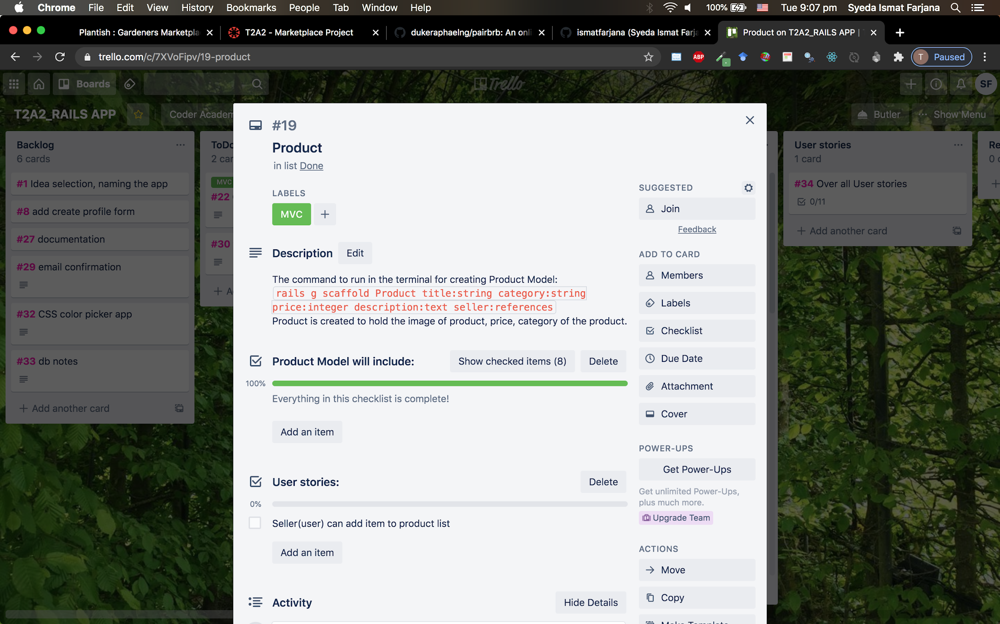 Chrome File Edit View History Bookmarks People Tab Window Help 100% Tue 9:07 pm Syeda Ismat Farjana
Plantish : Gardeners Marketpla
T2A2 - Marketplace Project
dukeraphaelng/pairbrb: An onli
ismatfarjana (Syeda Ismat Farja
Product on T2A2_RAILS APP |
trello.com/c/7XVoFipv/19-product
ABP
T Paused
Boards
Trello
SF
T2A2_RAILS APP
Coder Academ
Butler
Show Menu
Backlog
6 cards
#1 Idea selection, naming the app
#8 add create profile form
#27 documentation
#29 email confirmation
#32 CSS color picker app
#33 db notes
+ Add another card
ToDo
2 car
MVC
#22
#30
+ A
#19
Product
in list Done
LABELS
MVC
+
Description
Edit
The command to run in the terminal for creating Product Model:
rails g scaffold Product title:string category:string
price:integer description:text seller:references
Product is created to hold the image of product, price, category of the product.
Product Model will include:
Show checked items (8)
Delete
100%
Everything in this checklist is complete!
Add an item
User stories:
Delete
0%
Seller(user) can add item to product list
Add an item
Activity
Hide Details
SUGGESTED
Join
Feedback
ADD TO CARD
Members
Labels
Checklist
Due Date
Attachment
Cover
POWER-UPS
Get Power-Ups
Get unlimited Power-Ups,
plus much more.
Upgrade Team
ACTIONS
Move
Copy
Make Template
User stories
1 card
#34 Over all User stories
0/11
+ Add another card
Re
0 c